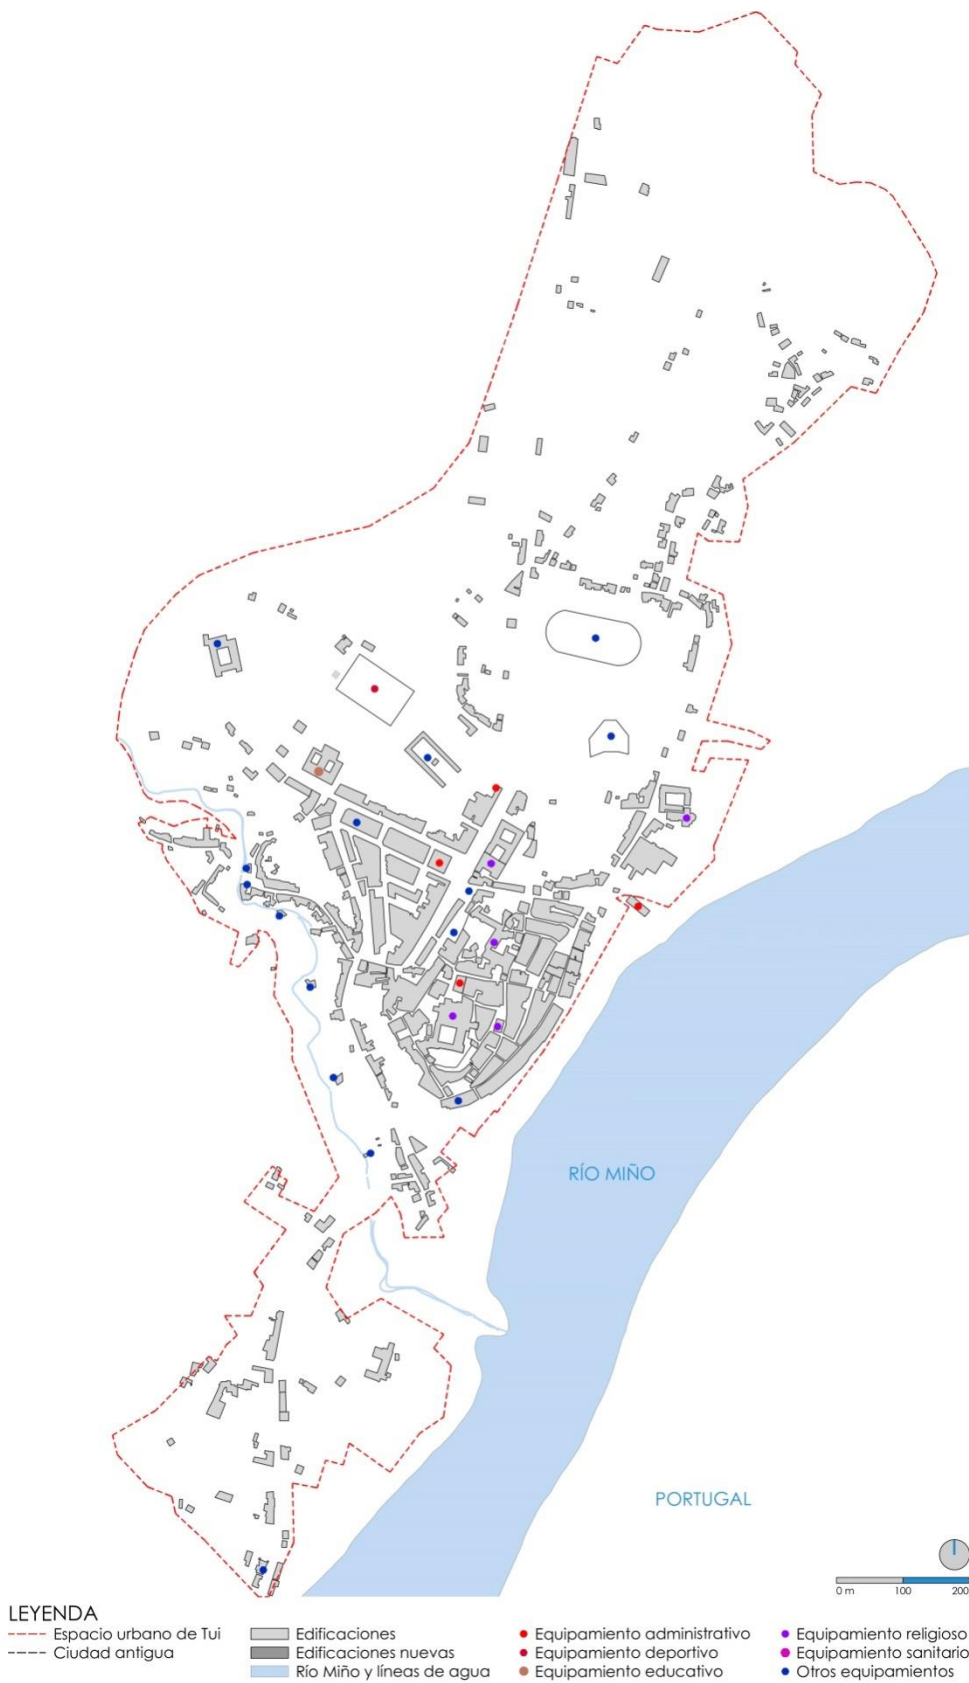 RÍO MIÑO
PORTUGAL
0 m 100 200
LEYENDA
Espacio urbano de Tui
Ciudad antigua
Edificaciones
Edificaciones nuevas
Río Miño y líneas de agua
Equipamiento administrativo
Equipamiento deportivo
Equipamiento educativo
Equipamiento religioso
Equipamiento sanitario
Otros equipamientos